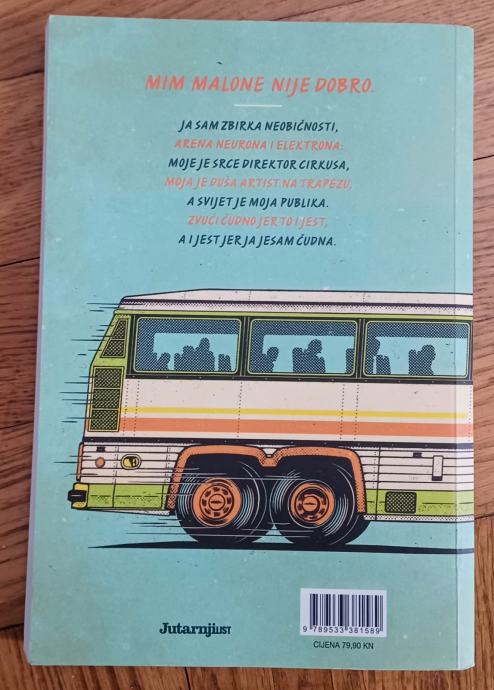 MIM MALONE NIJE DOBRO.
JA SAM ZBIRKA NEOBIČNOSTI,
ARENA NEURONA I ELEKTRONA:
MOJE JE SRCE DIREKTOR CIRKUSA,
MOJA JE DUŠA ARTIST NA TRAPEZU,
A SVIJET JE MOJA PUBLIKA.
ZVUČI ČUDNO JER TO I JEST,
A I JEST JER JA JESAM ČUDNA.
Jutarnji LIST
9 789533 381589
CIJENA 79,90 KN